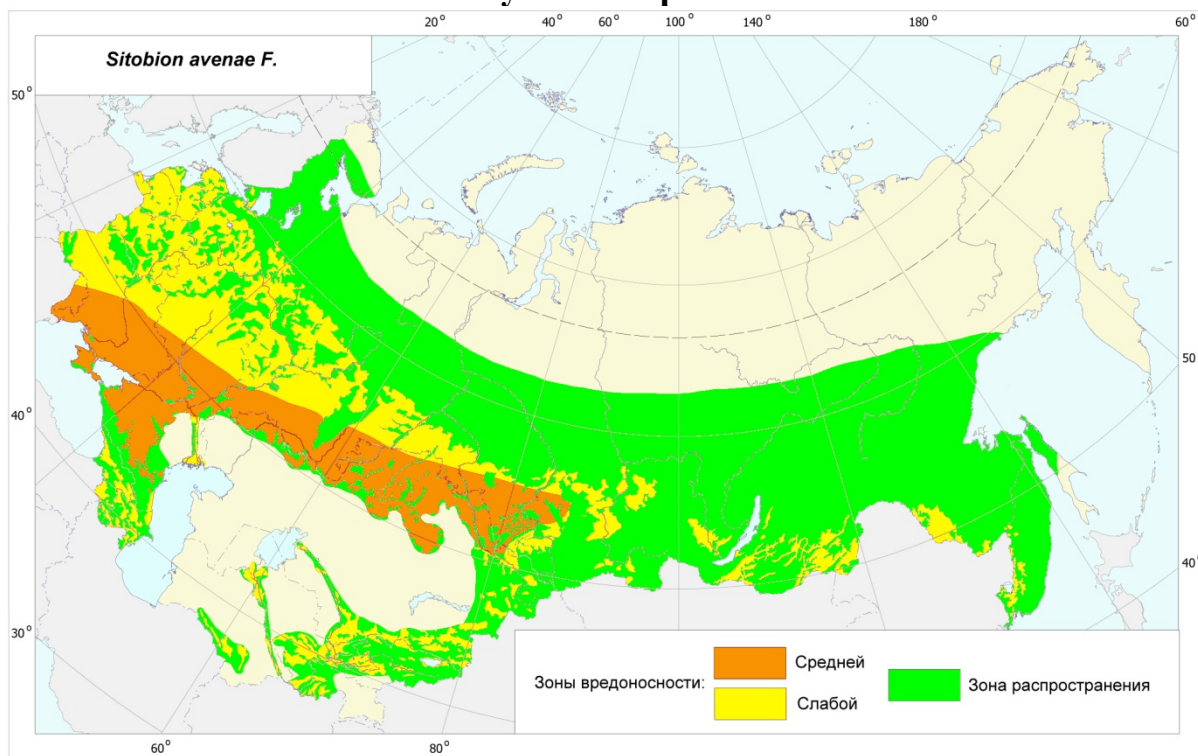 20° 40° 60° 100° 140° 180° 60°
Sitobion avenae F.
50°
50°
40°
40°
30°
Зоны вредоносности:
Средней
Слабой
Зона распространения
60° 80°